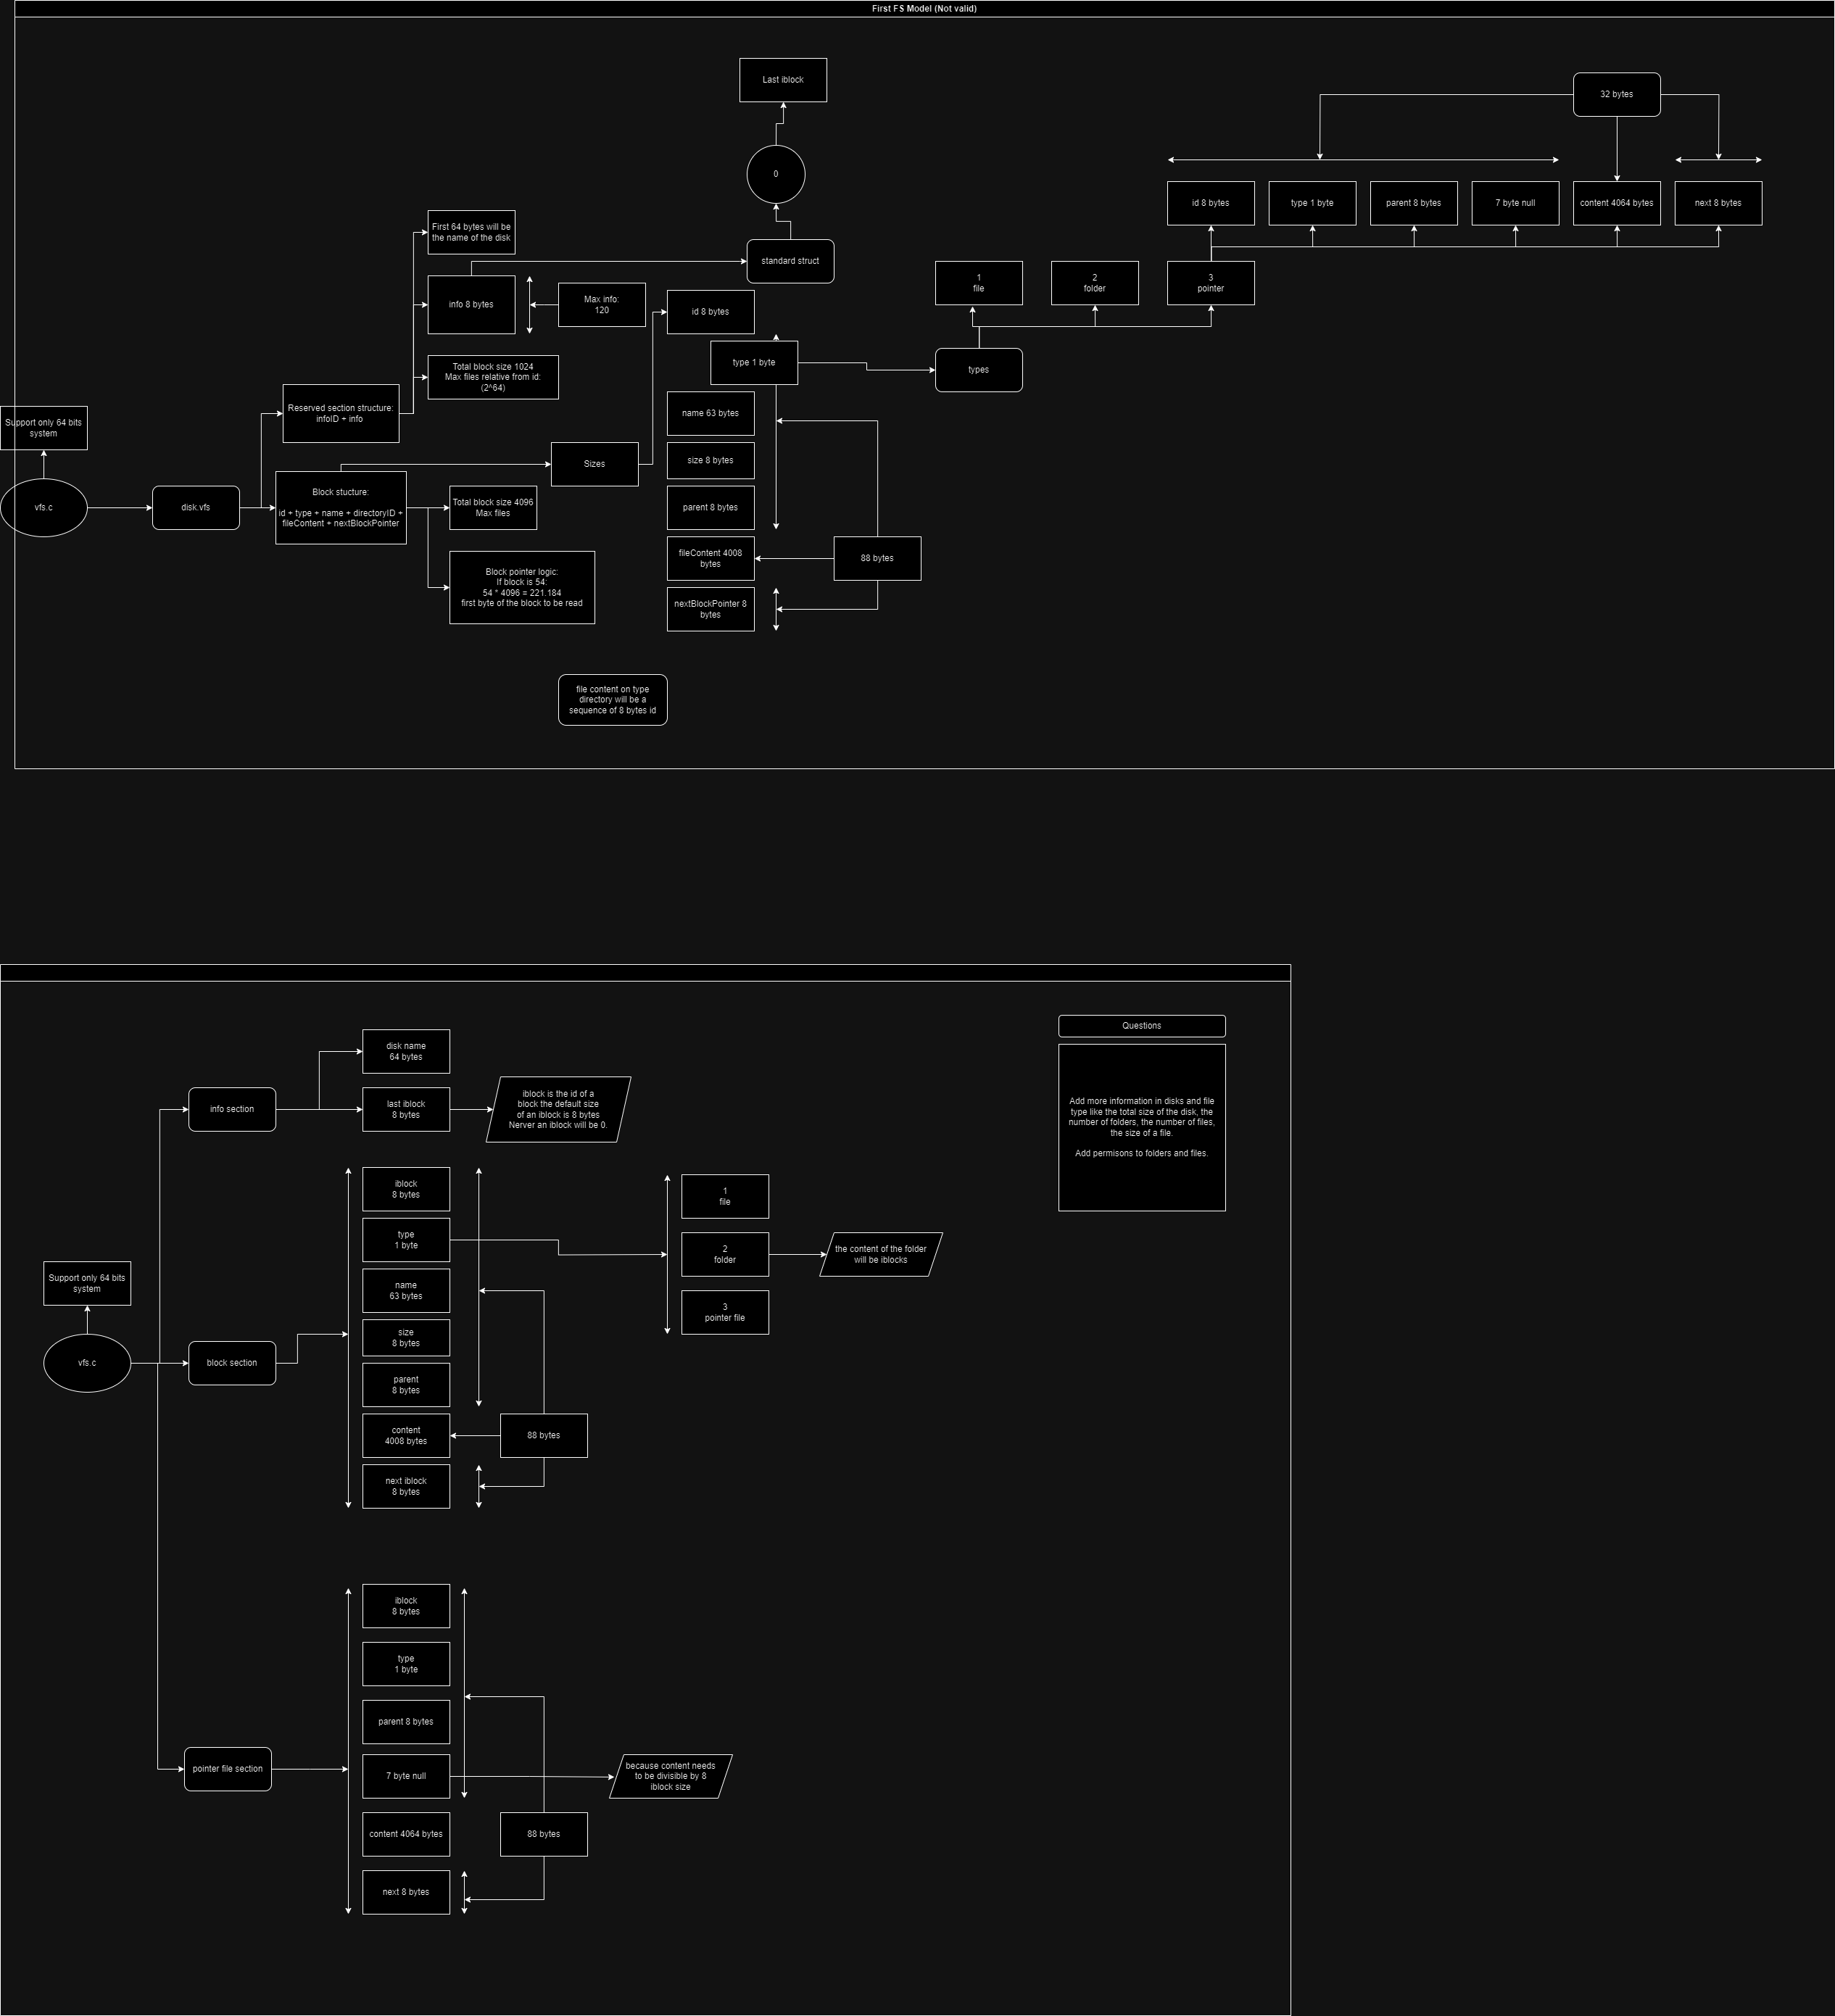 First FS Model (Not valid)
Last iblock
32 bytes
0
id 8 bytes
type 1 byte
parent 8 bytes
7 byte null
content 4064 bytes
next 8 bytes
First 64 bytes will be
the name of the disk
standard struct
1
file
2
folder
3
pointer
info 8 bytes
Max info:
120
id 8 bytes
type 1 byte
types
Total block size 1024
Max files relative from id:
(2^64)
Reserved section structure:
infoID + info
name 63 bytes
Support only 64 bits
system
Sizes
size 8 bytes
vfs.c
disk.vfs
Block stucture:
id + type + name + directoryID +
fileContent + nextBlockPointer
Total block size 4096
Max files
parent 8 bytes
fileContent 4008
bytes
88 bytes
Block pointer logic:
If block is 54:
54 * 4096 = 221.184
first byte of the block to be read
nextBlockPointer 8
bytes
file content on type
directory will be a
sequence of 8 bytes id
Questions
disk name
64 bytes
info section
last iblock
8 bytes
iblock is the id of a
block the default size
of an iblock is 8 bytes
Nerver an iblock will be 0.
Add more information in disks and file
type like the total size of the disk, the
number of folders, the number of files,
the size of a file.
Add permisons to folders and files.
iblock
8 bytes
1
file
type
1 byte
2
folder
the content of the folder
will be iblocks
Support only 64 bits
system
name
63 bytes
3
pointer file
size
8 bytes
vfs.c
block section
parent
8 bytes
content
4008 bytes
88 bytes
next iblock
8 bytes
iblock
8 bytes
type
1 byte
parent 8 bytes
pointer file section
7 byte null
because content needs
to be divisible by 8
iblock size
content 4064 bytes
88 bytes
next 8 bytes